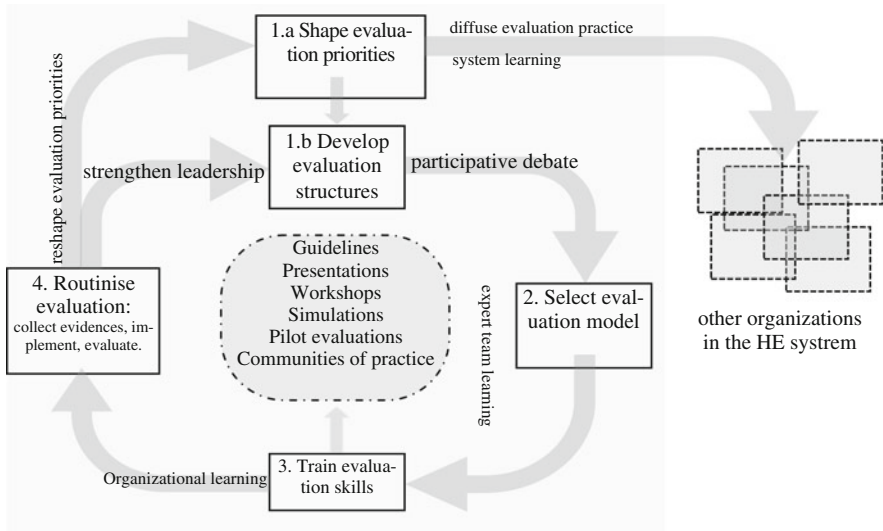 1.a Shape evalua-
tion priorities
diffuse evaluation practice
system learning
reshape evaluation priorities
1.b Develop
evaluation
structures
strengthen leadership
participative debate
Guidelines
Presentations
Workshops
Simulations
Pilot evaluations
Communities of practice
4. Routinise
evaluation:
collect evidences, im-
plement, evaluate.
expert team learning
2. Select eval-
uation model
other organizations
in the HE systrem
Organizational learning
3. Train evalua-
tion skills